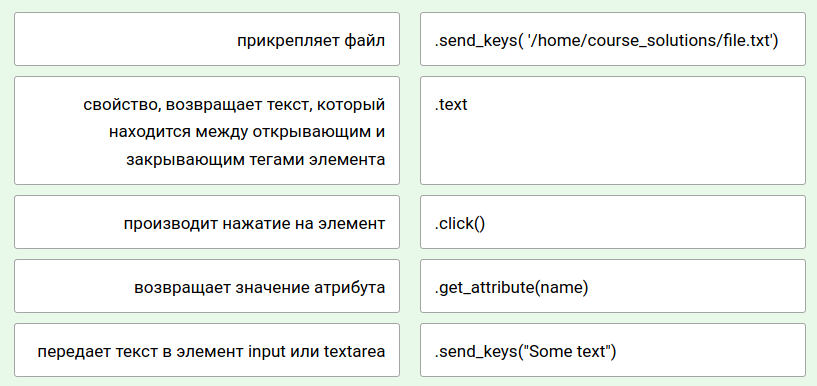 прикрепляет файл
.send_keys( '/home/course_solutions/file.txt')
свойство, возвращает текст, который
находится между открывающим и
закрывающим тегами элемента
.text
производит нажатие на элемент
.click()
возвращает значение атрибута
.get_attribute(name)
передает текст в элемент input или textarea
.send_keys("Some text")